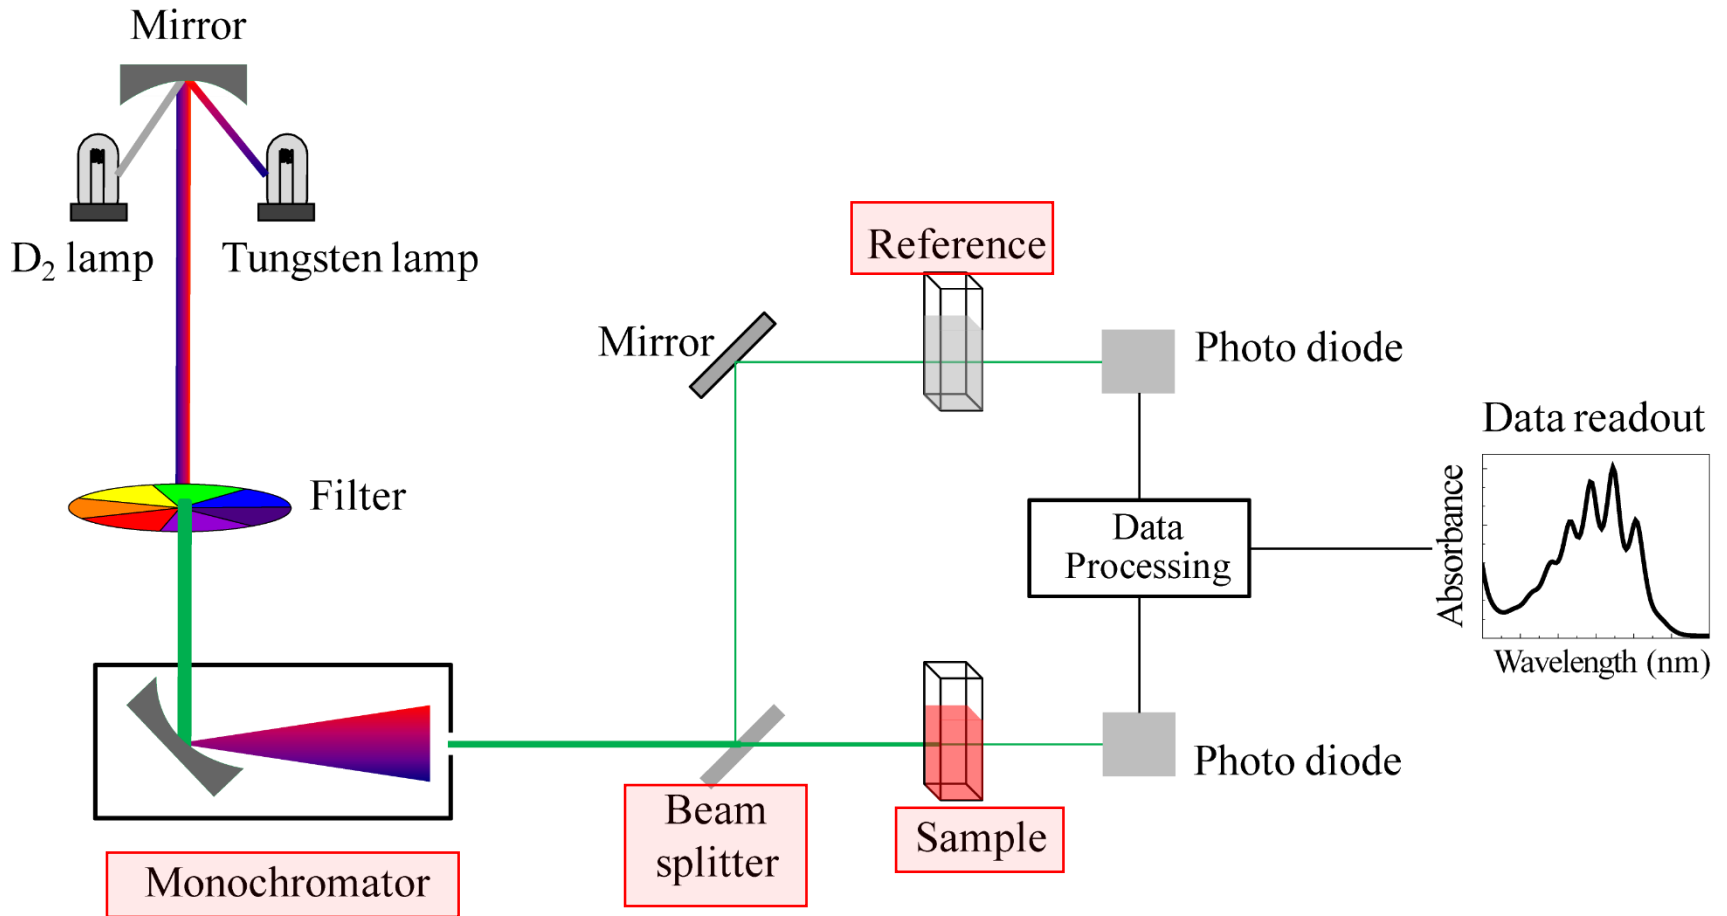 Mirror
D₂ lamp
Tungsten lamp
Filter
Monochromator
Mirror
Reference
Photo diode
Beam
splitter
Sample
Photo diode
Data
Processing
Data readout
Absorbance
Wavelength (nm)